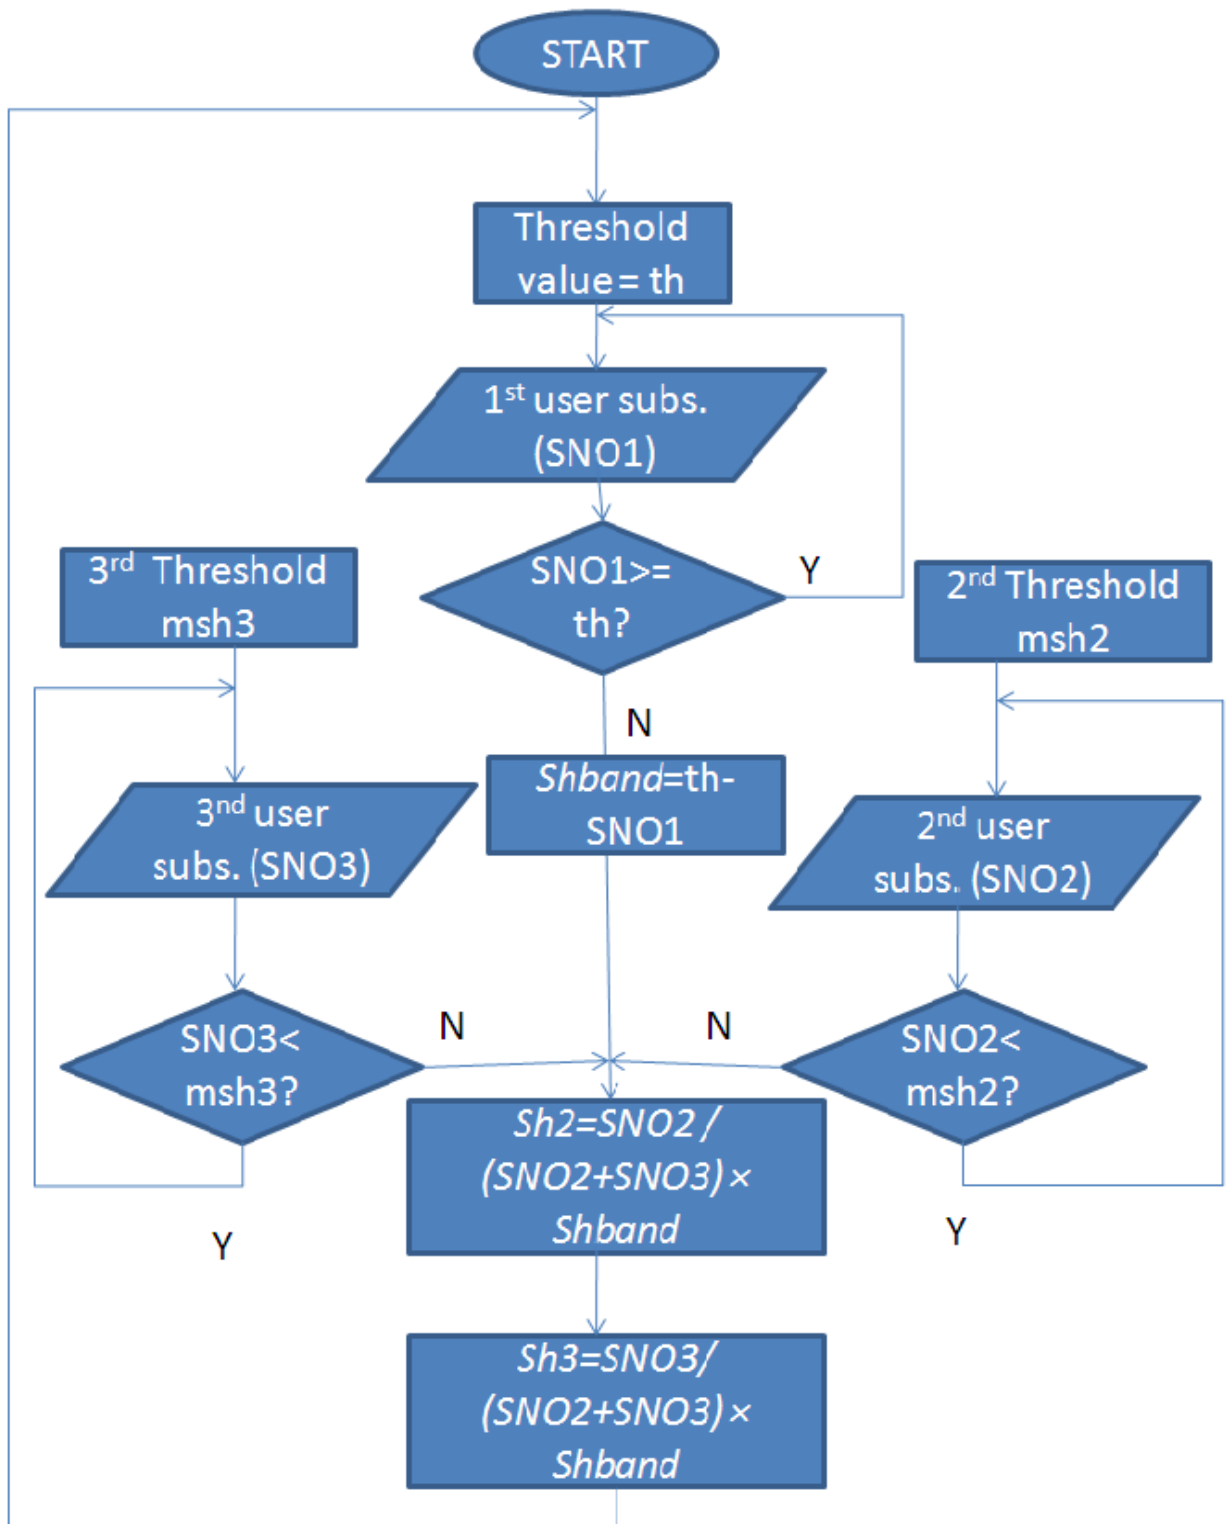 START
Threshold
value= th
1st user subs.
(SNO1)
SNO1>=
th?
Y
N
3rd Threshold
msh3
2nd Threshold
msh2
Shband=th-
SNO1
3nd user
subs. (SNO3)
2nd user
subs. (SNO2)
SNO3<
msh3?
N
Y
SNO2<
msh2?
N
Y
Sh2=SNO2 /
(SNO2+SNO3) ×
Shband
Sh3=SNO3/
(SNO2+SNO3) ×
Shband